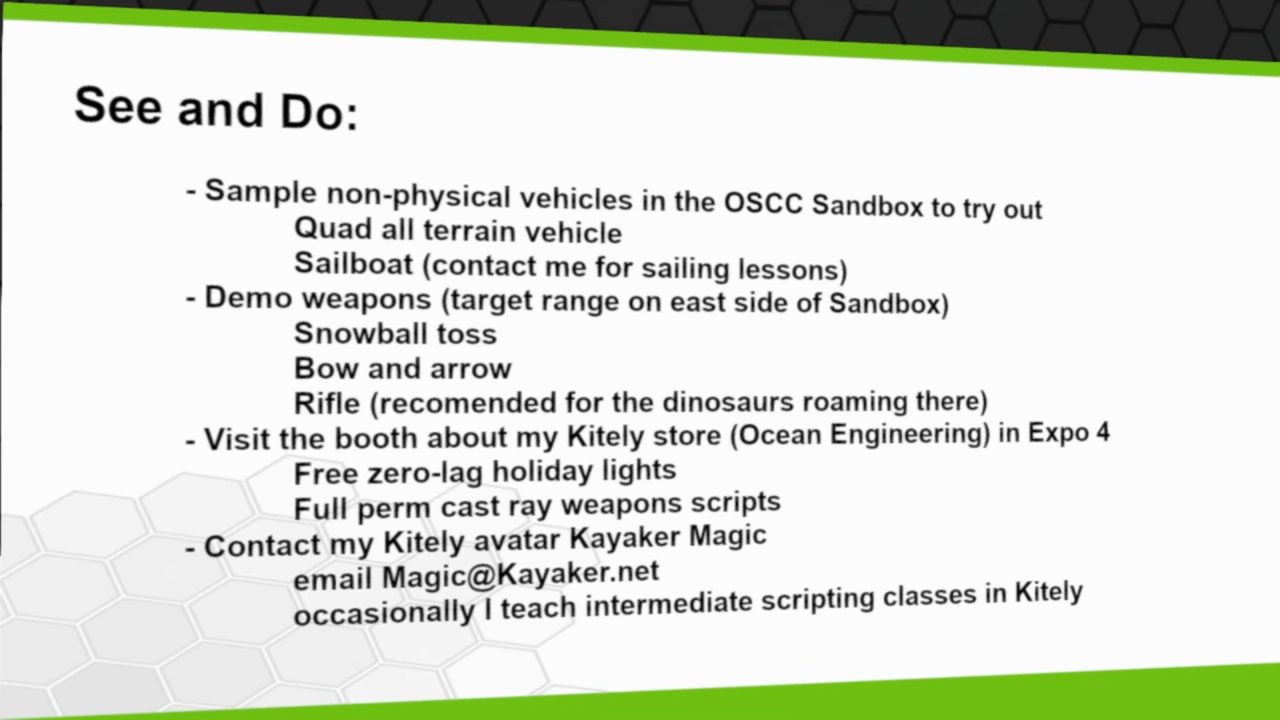 See and Do:
- Sample non-physical vehicles in the OSCC Sandbox to try out
Quad all terrain vehicle
Sailboat (contact me for sailing lessons)
- Demo weapons (target range on east side of Sandbox)
Snowball toss
Bow and arrow
Rifle (recomended for the dinosaurs roaming there)
- Visit the booth about my Kitely store (Ocean Engineering) in Expo 4
Free zero-lag holiday lights
Full perm cast ray weapons scripts
- Contact my Kitely avatar Kayaker Magic
email Magic@Kayaker.net
occasionally I teach intermediate scripting classes in Kitely